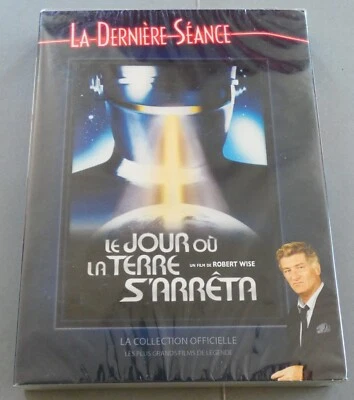 LA DERNIÈRE SÉANCE
LE JOUR OÙ
LA TERRE
UN FILM DE ROBERT WISE
S'ARRÊTA
LA COLLECTION OFFICIELLE
LES PLUS GRANDS FILMS DE LÉGENDE